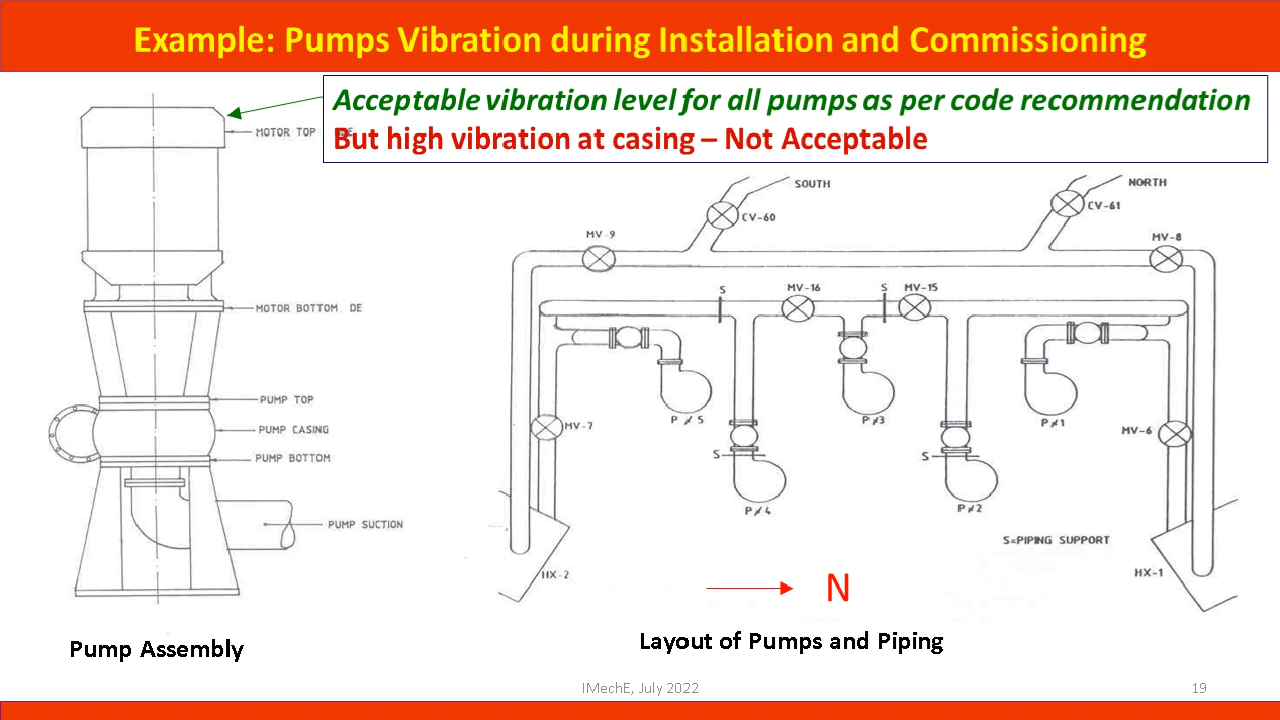 Example: Pumps Vibration during Installation and Commissioning
Acceptable vibration level for all pumps as per code recommendation
But high vibration at casing – Not Acceptable
MOTOR TOP
MOTOR BOTTOM DE
PUMP TOP
PUMP CASING
PUMP BOTTOM
PUMP SUCTION
SOUTH
NORTH
CV-60
CV-61
MV-9
MV-8
S
MV-16
S
MV-15
P≠5
P≠3
P≠1
MV-7
MV-6
S
S
P≠4
P≠2
S=PIPING SUPPORT
HX-2
HX-1
N
Pump Assembly
Layout of Pumps and Piping
IMechE, July 2022
19